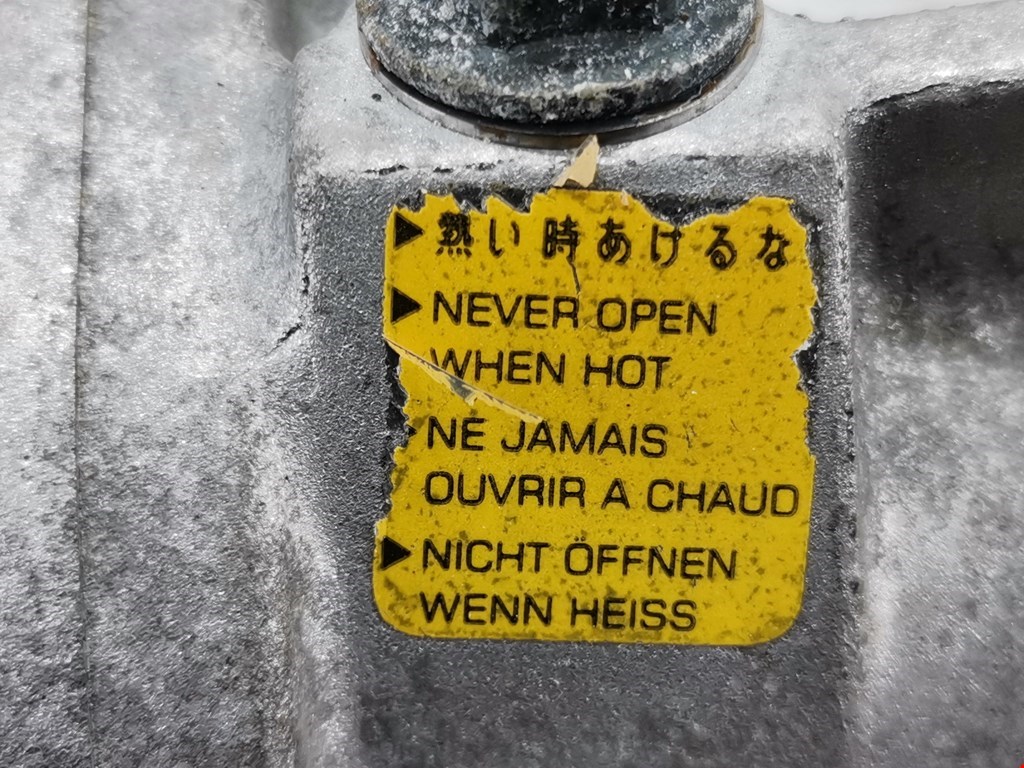 ▶熱い時あけるな
▶NEVER OPEN
WHEN HOT
▶NE JAMAIS
OUVRIR A CHAUD
▶NICHT ÖFFNEN
WENN HEISS